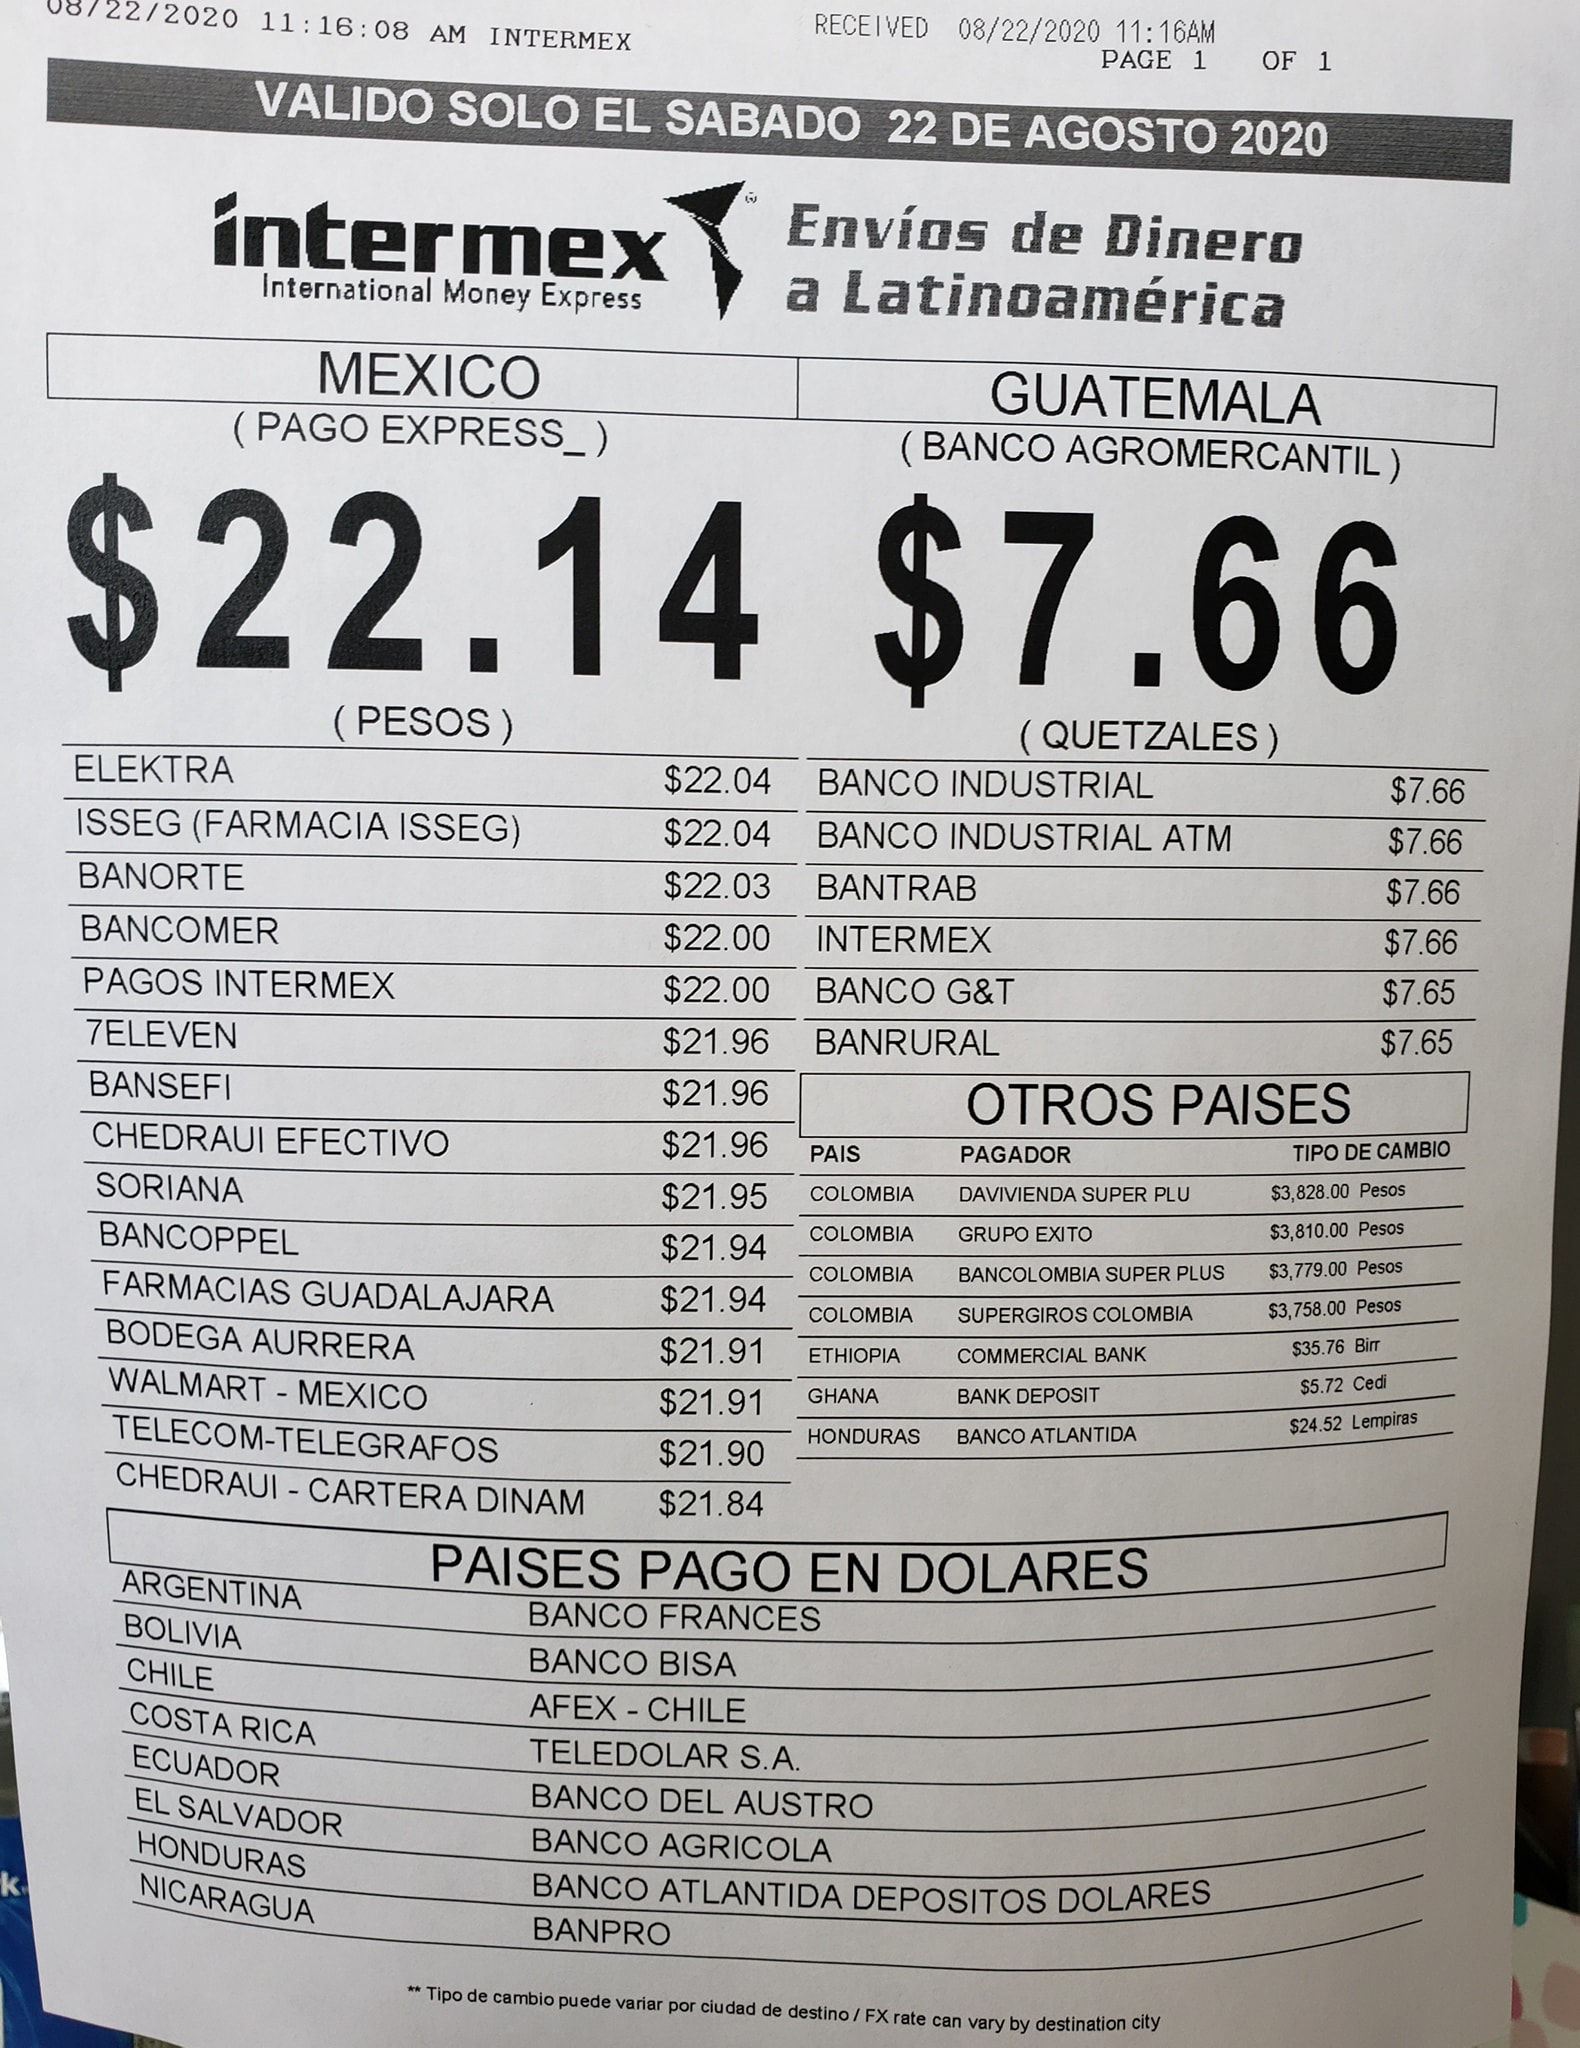 08/22/2020 11:16:08 AM INTERMEX RECEIVED 08/22/2020 11:16AM
PAGE 1 OF 1
VALIDO SOLO EL SABADO 22 DE AGOSTO 2020
intermex® Envíos de Dinero
International Money Express a Latinoamérica
MEXICO GUATEMALA
( PAGO EXPRESS_ ) ( BANCO AGROMERCANTIL )
$22.14 $7.66
( PESOS ) ( QUETZALES )
ELEKTRA $22.04 BANCO INDUSTRIAL $7.66
ISSEG (FARMACIA ISSEG) $22.04 BANCO INDUSTRIAL ATM $7.66
BANORTE $22.03 BANTRAB $7.66
BANCOMER $22.00 INTERMEX $7.66
PAGOS INTERMEX $22.00 BANCO G&T $7.65
7ELEVEN $21.96 BANRURAL $7.65
BANSEFI $21.96
CHEDRAUI EFECTIVO $21.96
SORIANA $21.95
BANCOPPEL $21.94
FARMACIAS GUADALAJARA $21.94
BODEGA AURRERA $21.91
WALMART - MEXICO $21.91
TELECOM-TELEGRAFOS $21.90
CHEDRAUI - CARTERA DINAM $21.84
OTROS PAISES
PAIS PAGADOR TIPO DE CAMBIO
COLOMBIA DAVIVIENDA SUPER PLU $3,828.00 Pesos
COLOMBIA GRUPO EXITO $3,810.00 Pesos
COLOMBIA BANCOLOMBIA SUPER PLUS $3,779.00 Pesos
COLOMBIA SUPERGIROS COLOMBIA $3,758.00 Pesos
ETHIOPIA COMMERCIAL BANK $35.76 Birr
GHANA BANK DEPOSIT $5.72 Cedi
HONDURAS BANCO ATLANTIDA $24.52 Lempiras
PAISES PAGO EN DOLARES
ARGENTINA BANCO FRANCES
BOLIVIA BANCO BISA
CHILE AFEX - CHILE
COSTA RICA TELEDOLAR S.A.
ECUADOR BANCO DEL AUSTRO
EL SALVADOR BANCO AGRICOLA
HONDURAS BANCO ATLANTIDA DEPOSITOS DOLARES
NICARAGUA BANPRO
** Tipo de cambio puede variar por ciudad de destino / FX rate can vary by destination city